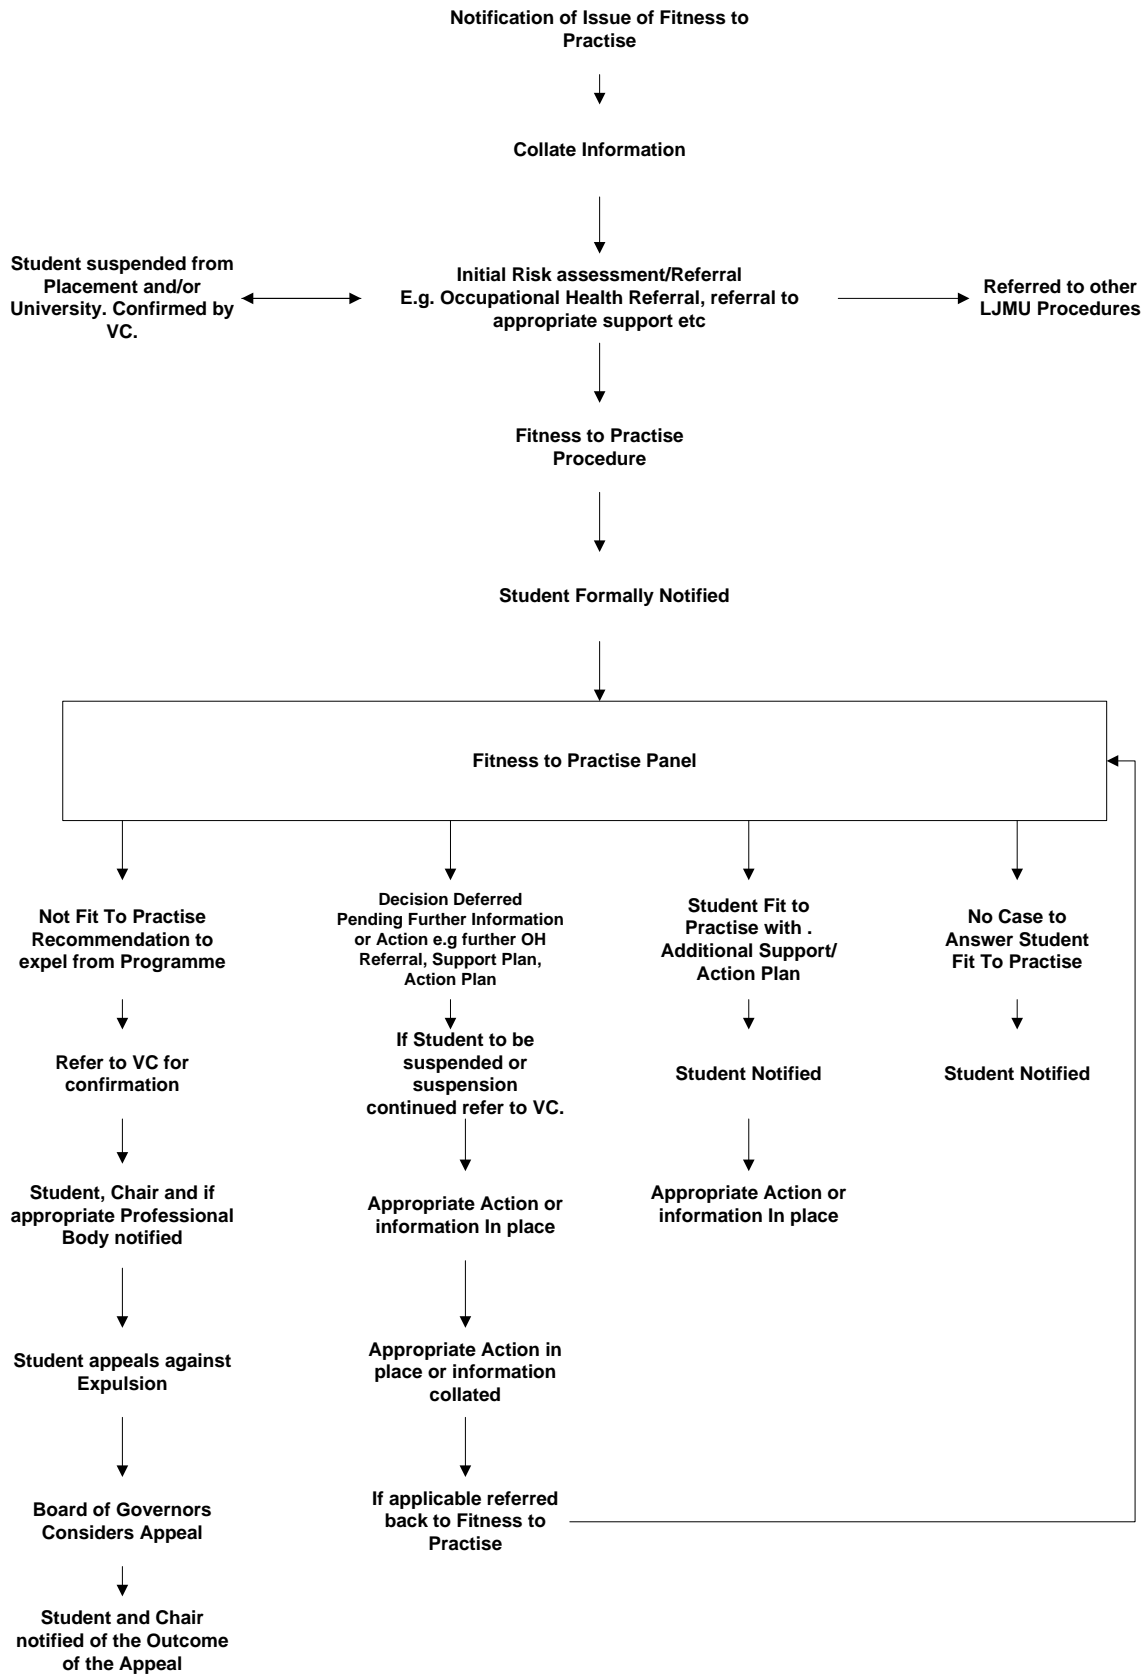 Notification of Issue of Fitness to
Practise
Collate Information
Student suspended from
Placement and/or
University. Confirmed by
VC.
Initial Risk assessment/Referral
E.g. Occupational Health Referral, referral to
appropriate support etc
Referred to other
LJMU Procedures
Fitness to Practise
Procedure
Student Formally Notified
Fitness to Practise Panel
Not Fit To Practise
Recommendation to
expel from Programme
Refer to VC for
confirmation
Student, Chair and if
appropriate Professional
Body notified
Student appeals against
Expulsion
Board of Governors
Considers Appeal
Student and Chair
notified of the Outcome
of the Appeal
Decision Deferred
Pending Further Information
or Action e.g further OH
Referral, Support Plan,
Action Plan
If Student to be
suspended or
suspension
continued refer to VC.
Appropriate Action or
information In place
Appropriate Action in
place or information
collated
If applicable referred
back to Fitness to
Practise
Student Fit to
Practise with .
Additional Support/
Action Plan
Student Notified
Appropriate Action or
information In place
No Case to
Answer Student
Fit To Practise
Student Notified